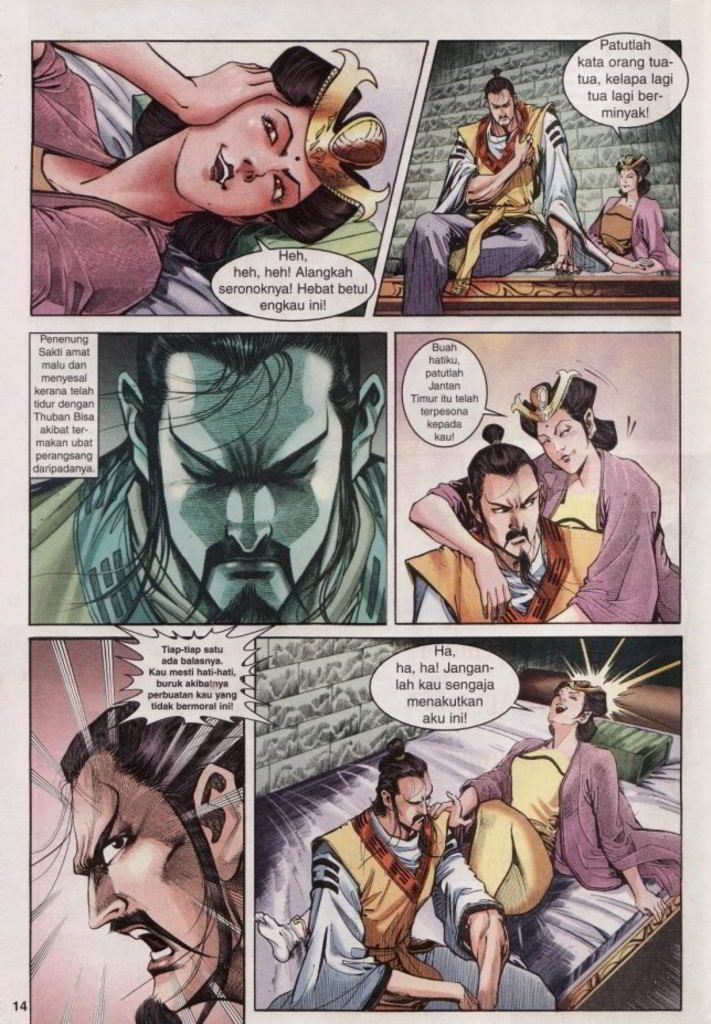 Heh,
heh, heh! Alangkah
seronoknya! Hebat betul
engkau ini!
Patutlah
kata orang tua-
tua, kelapa lagi
tua lagi ber-
minyak!
Penenung
Sakti amat
malu dan
menyesal
kerana telah
tidur dengan
Thuban Bisa
akibat ter-
makan ubat
perangsang
daripadanya.
Buah
hatiku,
patutlah
Jantan
Timur itu telah
terpesona
kepada
kau!
Tiap-tiap satu
ada balasnya.
Kau mesti hati-hati,
buruk akibatnya
perbuatan kau yang
tidak bermoral ini!
Ha,
ha, ha! Jangan-
lah kau sengaja
menakutkan
aku ini!
14